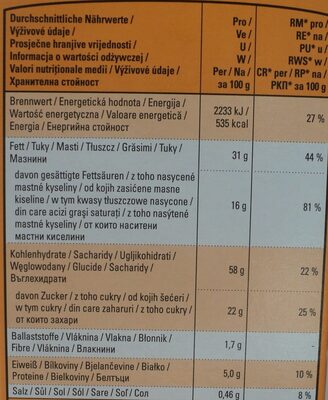 Durchschnittliche Nährwerte /
Výživové údaje /
Prosječne hranjive vrijednosti /
Informacja o wartości odżywczej /
Valori nutriționale medii / Výživové údaje /
Хранителна стойност
Pro /
Ve /
U /
W /
Per / Na /
за 100 g
RM* pro /
RE* na /
PU* u /
RWS* w /
CR* per / RP* na /
РКП* за 100 g
Brennwert / Energetická hodnota / Energija /
Wartość energetyczna / Valoare energetică /
Energia / Енергийна стойност
2233 kJ /
535 kcal
27 %
Fett / Tuky / Masti / Tłuszcz / Grăsimi / Tuky /
Мазнини
31 g
44 %
davon gesättigte Fettsäuren / z toho nasycené
mastné kyseliny / od kojih zasićene masne
kiseline / w tym kwasy tłuszczowe nasycone /
din care acizi grași saturați / z toho nasýtené
mastné kyseliny / от които наситени
мастни киселини
16 g
81 %
Kohlenhydrate / Sacharidy / Ugljikohidrati /
Węglowodany / Glucide / Sacharidy /
Въглехидрати
58 g
22 %
davon Zucker / z toho cukry / od kojih šećeri /
w tym cukry / din care zaharuri / z toho cukry /
от които захари
22 g
25 %
Ballaststoffe / Vláknina / Vlakna / Błonnik /
Fibre / Vláknina / Влакнини
1,7 g
-
Eiweiß / Bílkoviny / Bjelančevine / Białko /
Proteine / Bielkoviny / Белтъци
5,0 g
10 %
Salz / Sůl / Sol / Sól / Sare / Soľ / Сол
0,46 g
8 %